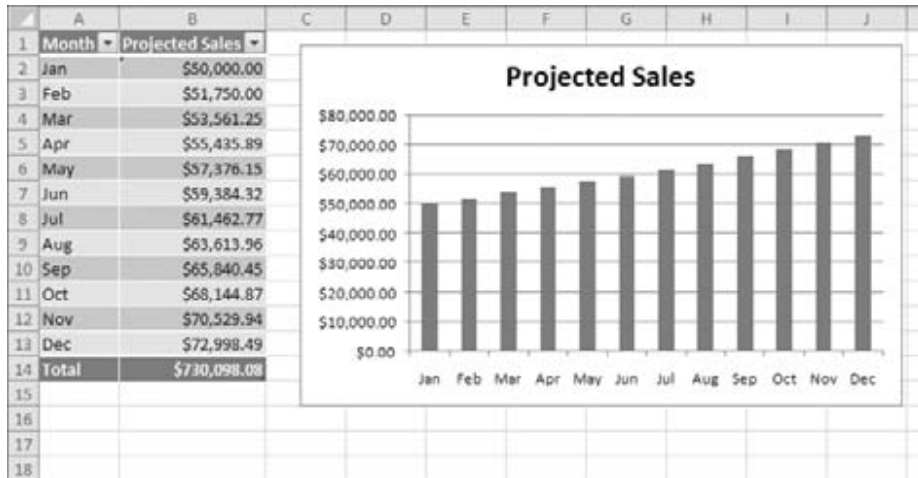 A B C D E F G H I J
1 Month Projected Sales
2 Jan $50,000.00
3 Feb $51,750.00
4 Mar $53,561.25
5 Apr $55,435.89
6 May $57,376.15
7 Jun $59,384.32
8 Jul $61,462.77
9 Aug $63,613.96
10 Sep $65,840.45
11 Oct $68,144.87
12 Nov $70,529.94
13 Dec $72,998.49
14 Total $730,098.08
15
16
17
18
Projected Sales
$80,000.00
$70,000.00
$60,000.00
$50,000.00
$40,000.00
$30,000.00
$20,000.00
$10,000.00
$0.00
Jan Feb Mar Apr May Jun Jul Aug Sep Oct Nov Dec